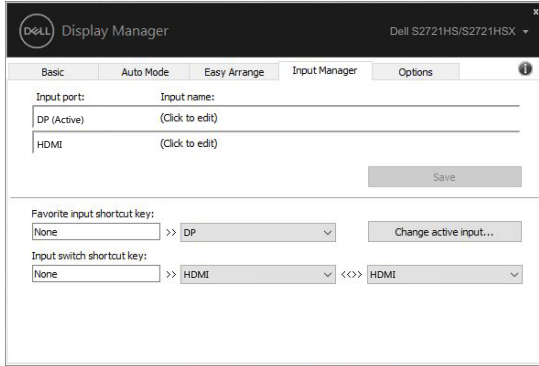 x
DELL Display Manager Dell S2721HS/S2721HSX
Basic Auto Mode Easy Arrange Input Manager Options i
Input port: Input name:
DP (Active) (Click to edit)
HDMI (Click to edit)
Save
Favorite input shortcut key:
None >> DP Change active input...
Input switch shortcut key:
None >> HDMI <<>> HDMI